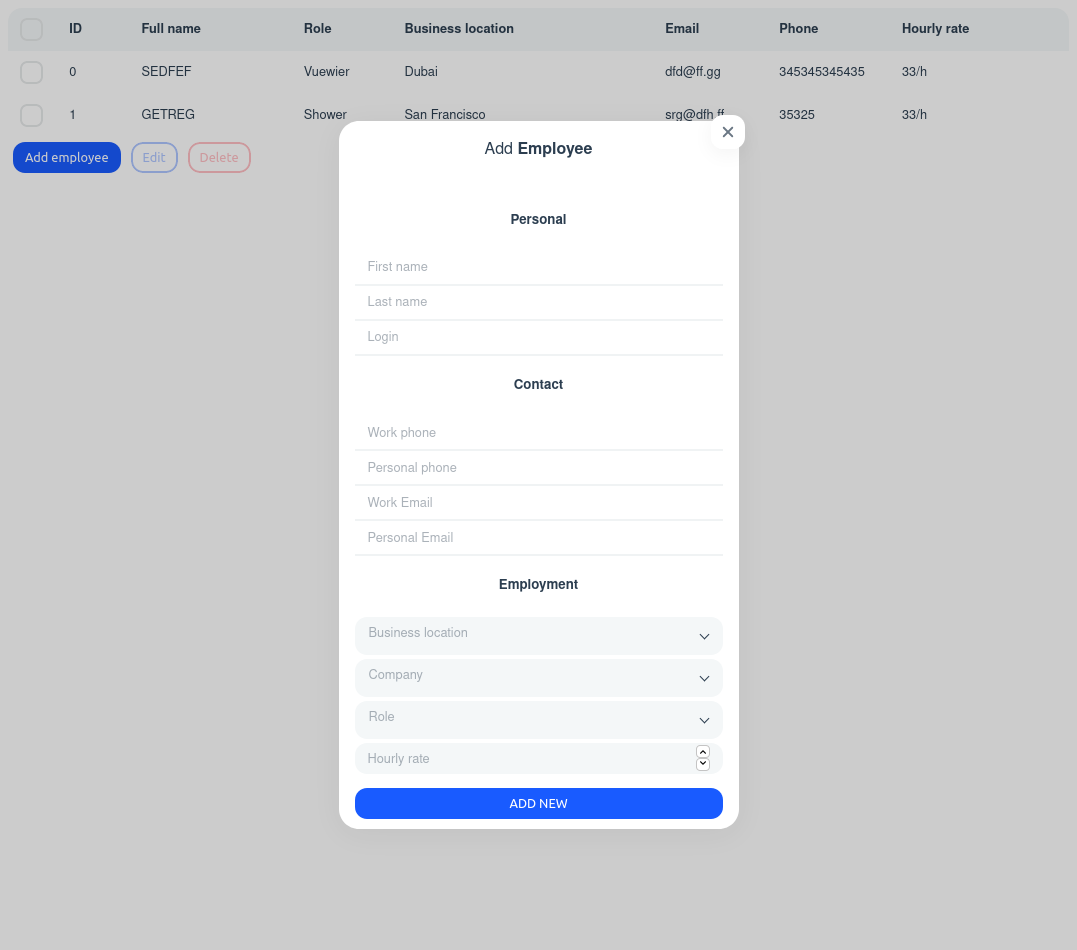 ID Full name Role Business location Email Phone Hourly rate
0 SEDFEF Vuewier Dubai dfd@ff.gg 345345345435 33/h
1 GETREG Shower San Francisco srg@dfh.ff 35325 33/h
Add employee Edit Delete
Add Employee
Personal
First name
Last name
Login
Contact
Work phone
Personal phone
Work Email
Personal Email
Employment
Business location
Company
Role
Hourly rate
ADD NEW